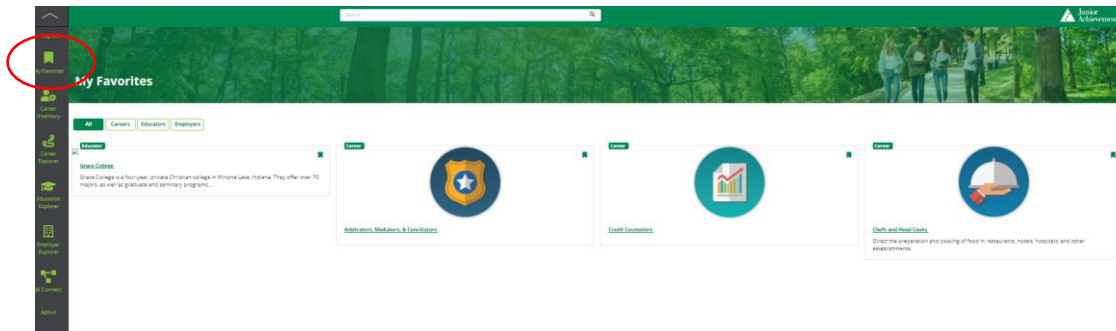 Search
Junior
Achievement
My Favorites
My Favorites
Career
Inventory
Career
Explorer
Education
Explorer
Employer
Explorer
JA Connect
Admin
All
Careers
Educators
Employers
Educator
Grace College
Grace College is a four-year, private Christian college in Winona Lake, Indiana. They offer over 70
majors, as well as graduate and seminary programs....
Career
Arbitrators, Mediators, & Conciliators
Career
Credit Counselors
Career
Chefs and Head Cooks
Direct the preparation and cooking of food in restaurants, hotels, hospitals, and other
establishments.